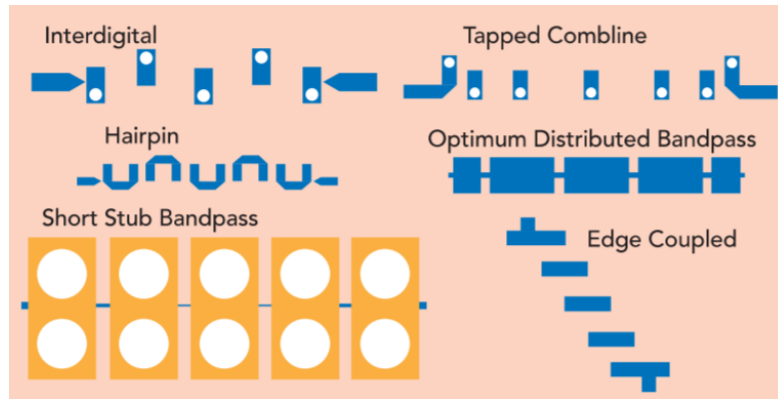 Interdigital
Tapped Combline
Hairpin
Optimum Distributed Bandpass
Short Stub Bandpass
Edge Coupled